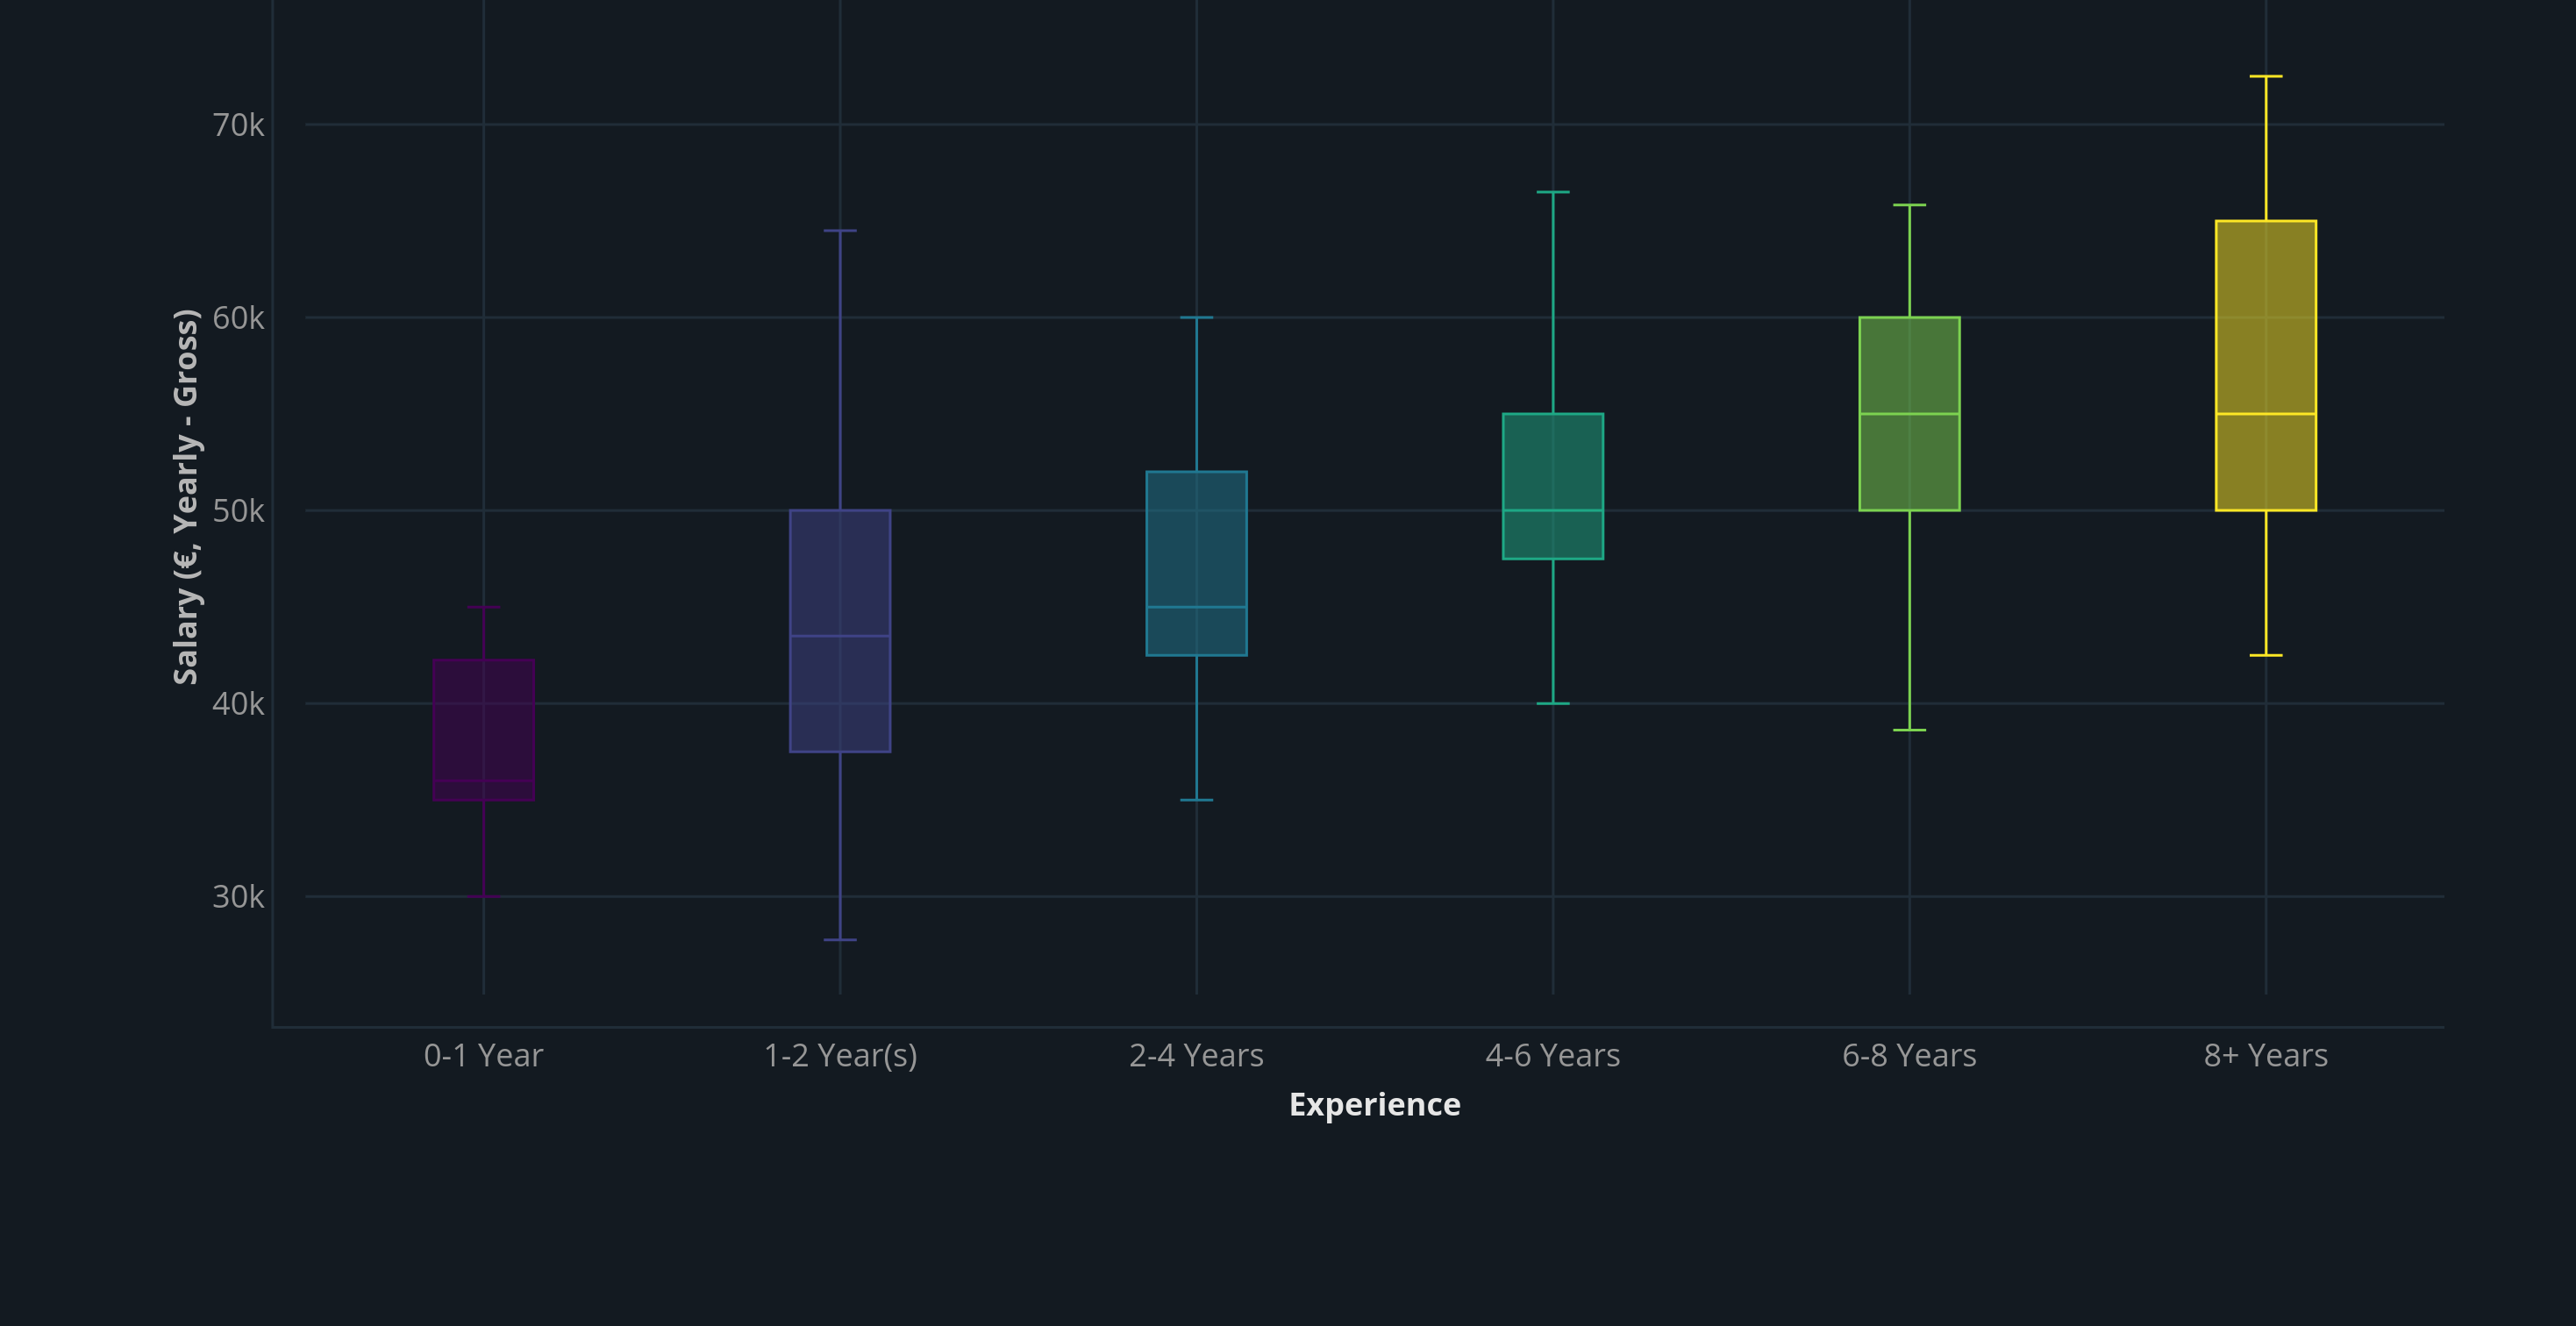 70k
60k
50k
40k
30k
Salary (€, Yearly - Gross)
0-1 Year
1-2 Year(s)
2-4 Years
4-6 Years
6-8 Years
8+ Years
Experience